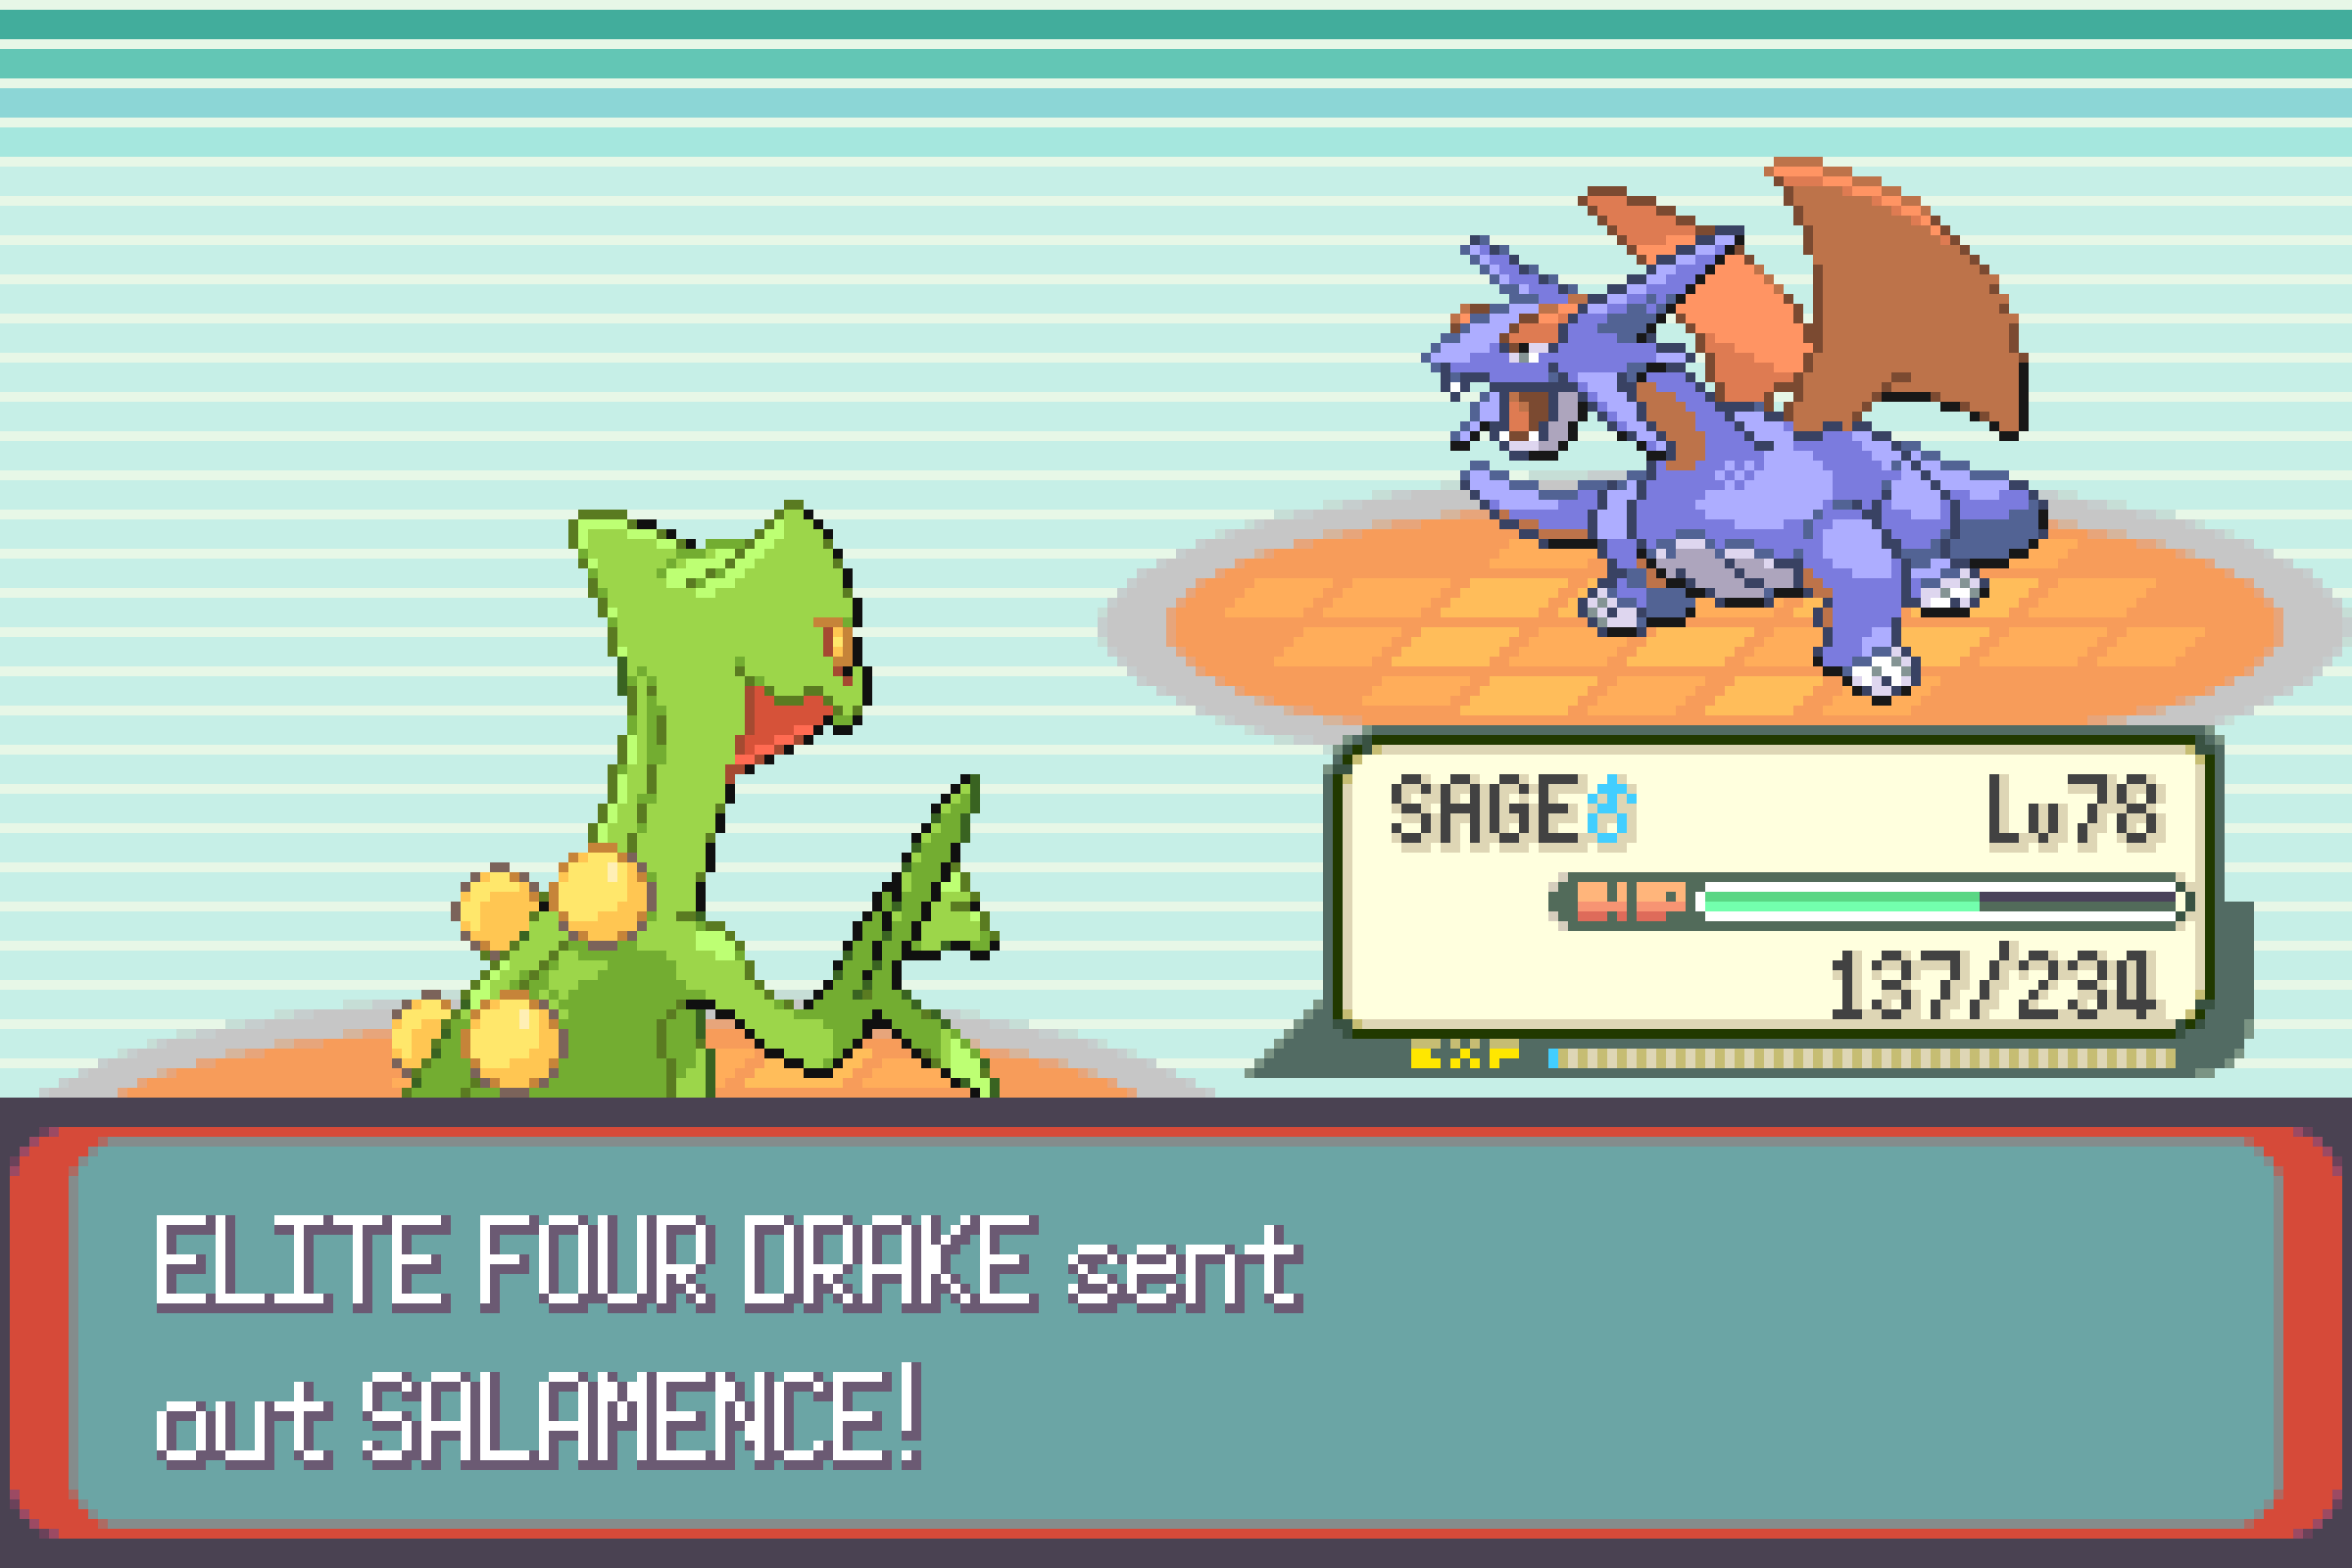 SAGE♂ Lv78
HP
137/234
EXP
ELITE FOUR DRAKE sent
out SALAMENCE!